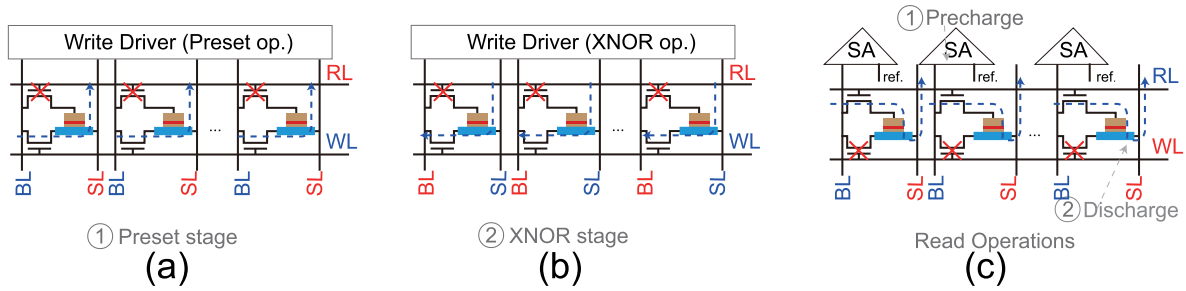 Write Driver (Preset op.)
RL
...
WL
BL SL BL SL BL SL
1 Preset stage
(a)
Write Driver (XNOR op.)
RL
...
WL
BL SL BL SL BL SL
2 XNOR stage
(b)
1 Precharge
SA SA SA
ref. ref. ref.
RL
...
WL
BL SL BL SL BL SL
2 Discharge
Read Operations
(c)